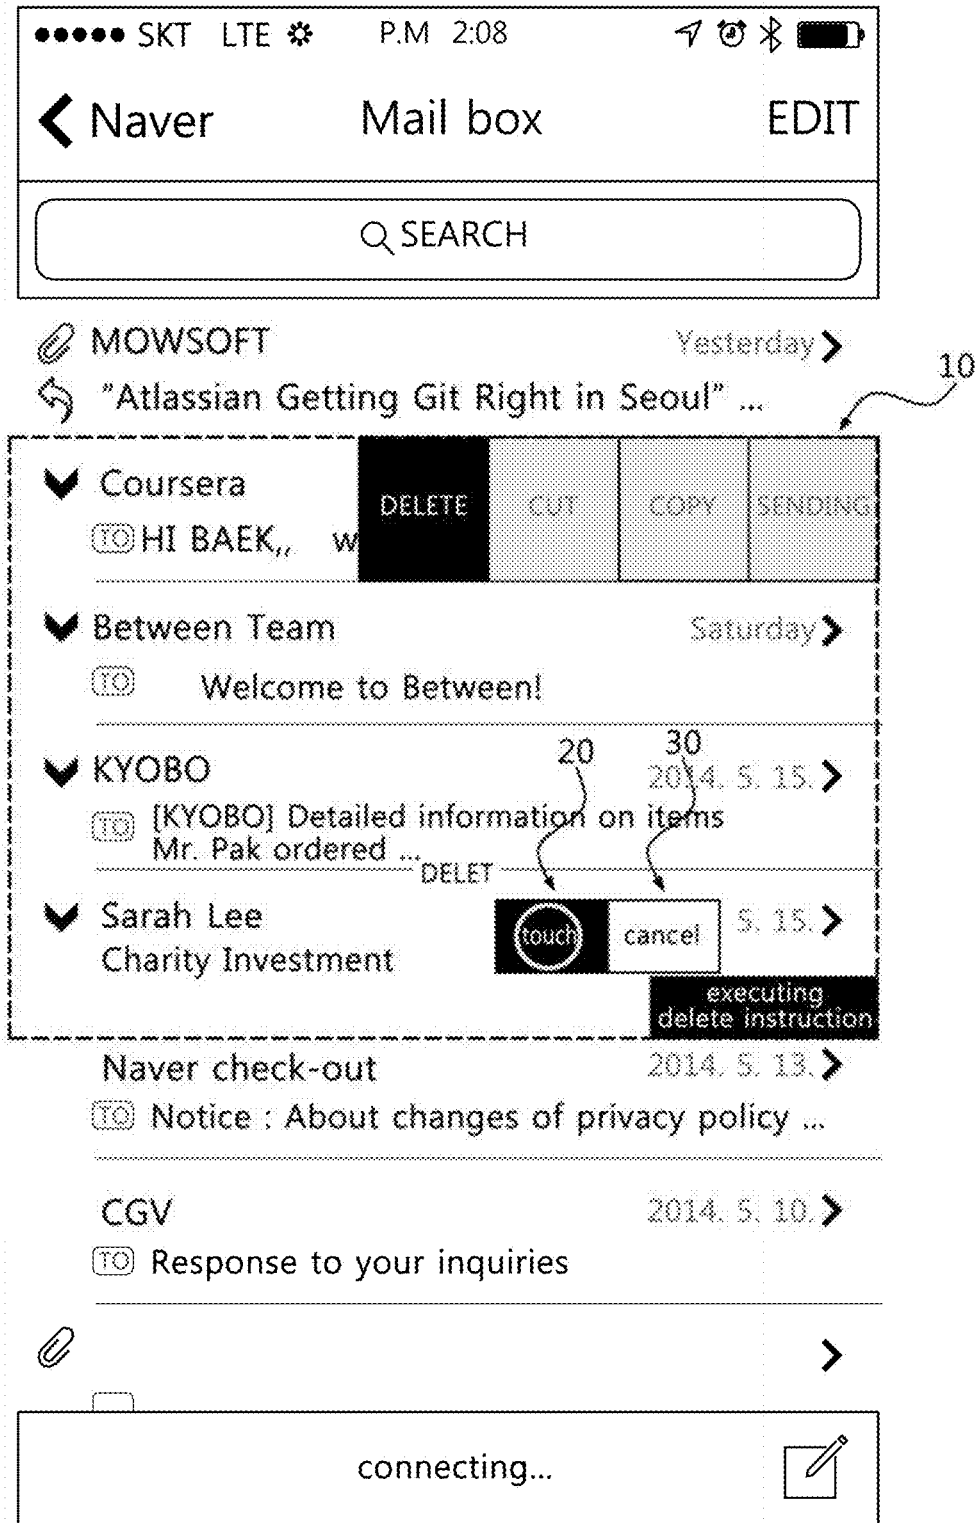 SKT LTE P.M 2:08
Naver Mail box EDIT
SEARCH
MOWSOFT Yesterday
10
"Atlassian Getting Git Right in Seoul" ...
Coursera DELETE CUT COPY SENDING
TO HI BAEK,, w
Between Team Saturday
TO Welcome to Between!
20 30
KYOBO 2014. 5. 15.
TO [KYOBO] Detailed information on items
Mr. Pak ordered ...
DELET
Sarah Lee touch cancel 5. 15.
Charity Investment
executing
delete instruction
Naver check-out 2014. 5. 13.
TO Notice : About changes of privacy policy ...
CGV 2014. 5. 10.
TO Response to your inquiries
connecting...